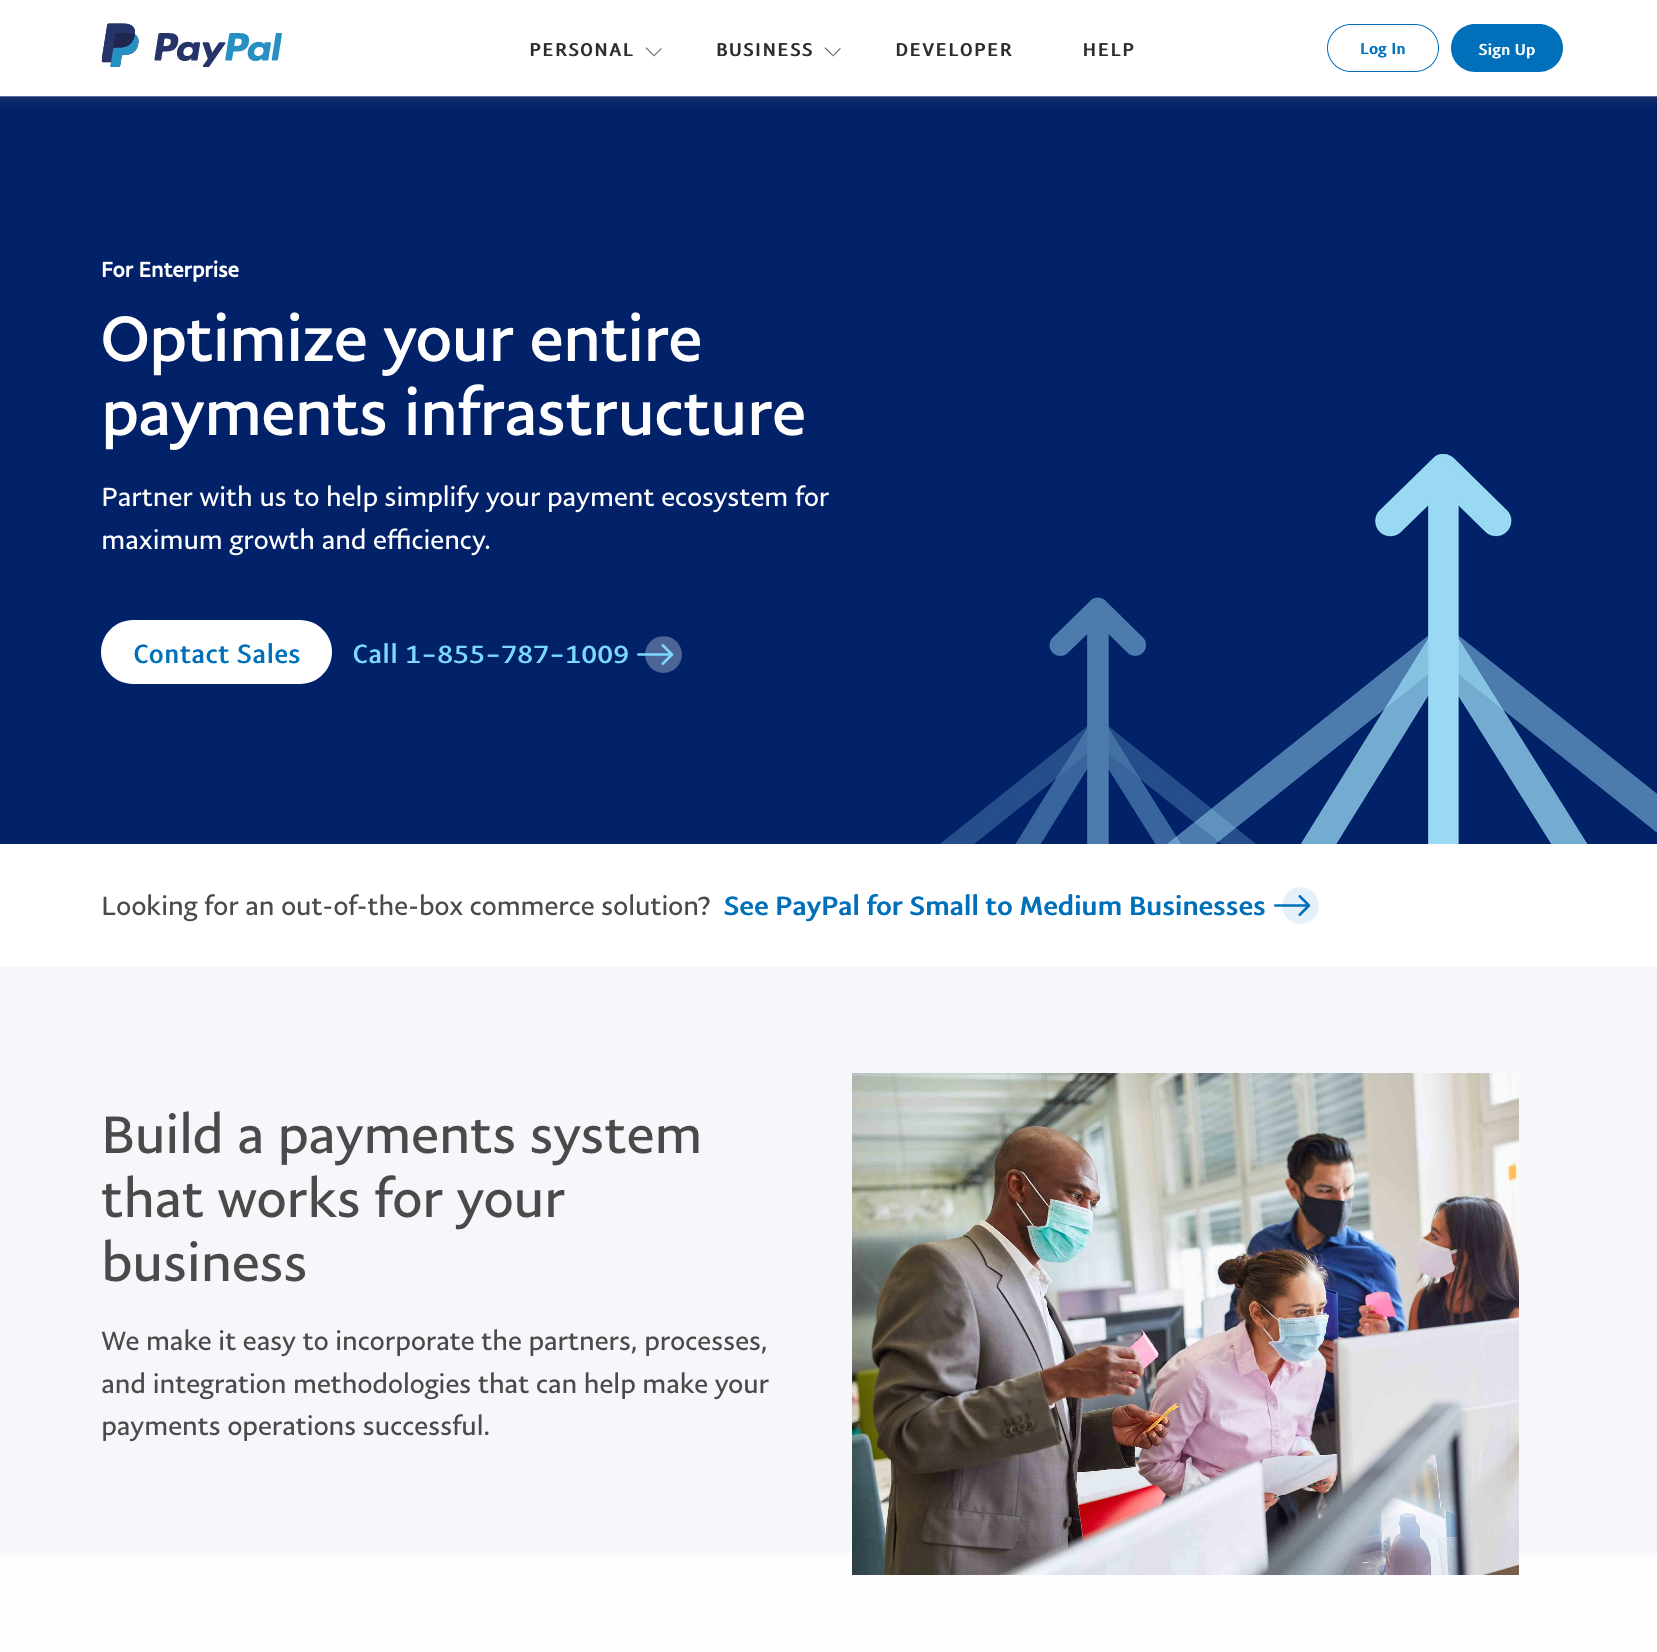 PayPal
PERSONAL
BUSINESS
DEVELOPER
HELP
Log In
Sign Up
For Enterprise
Optimize your entire
payments infrastructure
Partner with us to help simplify your payment ecosystem for
maximum growth and efficiency.
Contact Sales
Call 1-855-787-1009
Looking for an out-of-the-box commerce solution? See PayPal for Small to Medium Businesses
Build a payments system
that works for your
business
We make it easy to incorporate the partners, processes,
and integration methodologies that can help make your
payments operations successful.